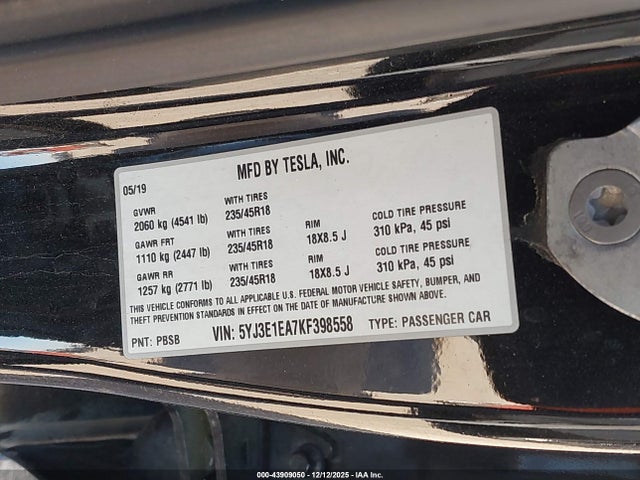 MFD BY TESLA, INC.
05/19
GVWR WITH TIRES
2060 kg (4541 lb) 235/45R18 RIM COLD TIRE PRESSURE
GAWR FRT WITH TIRES
1110 kg (2447 lb) 235/45R18 18X8.5 J 310 kPa, 45 psi
GAWR RR WITH TIRES RIM COLD TIRE PRESSURE
1257 kg (2771 lb) 235/45R18 18X8.5 J 310 kPa, 45 psi
THIS VEHICLE CONFORMS TO ALL APPLICABLE U.S. FEDERAL MOTOR VEHICLE SAFETY, BUMPER, AND
THEFT PREVENTION STANDARDS IN EFFECT ON THE DATE OF MANUFACTURE SHOWN ABOVE.
PNT: PBSB VIN: 5YJ3E1EA7KF398558 TYPE: PASSENGER CAR
000-43909050 - 12/12/2025 - IAA Inc.